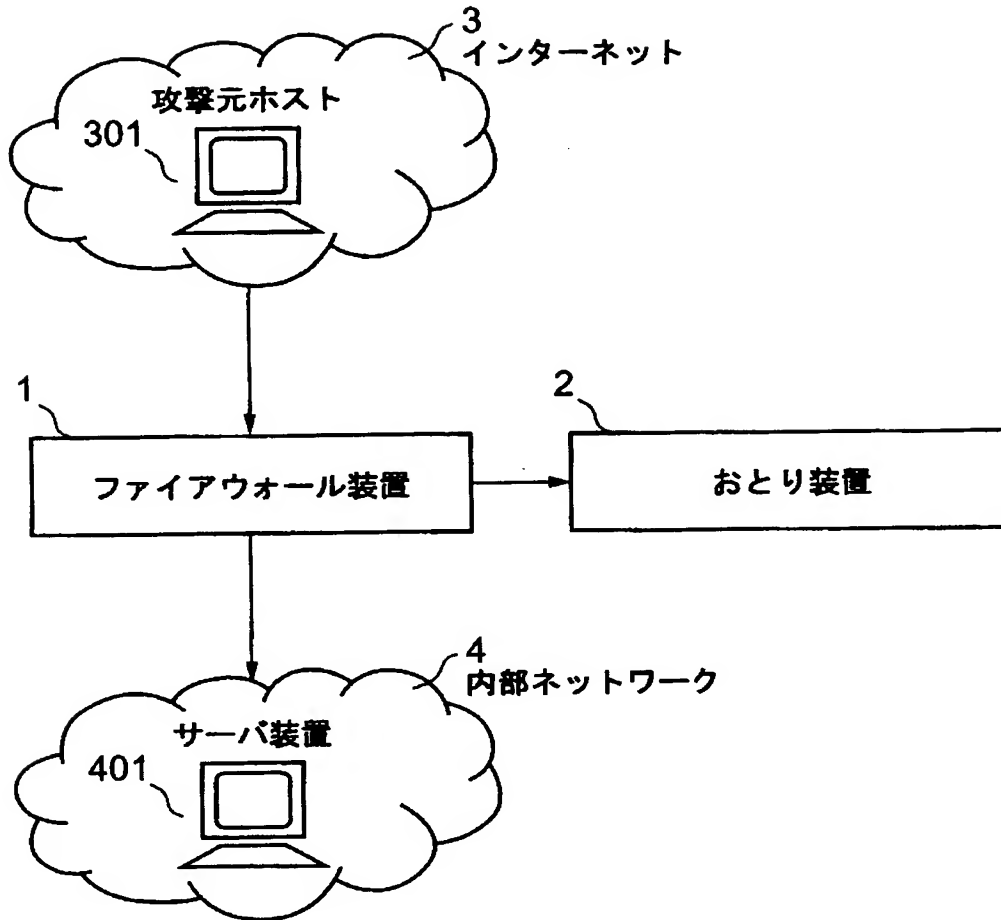 3
インターネット
攻撃元ホスト
301
1
ファイアウォール装置
2
おとり装置
4
内部ネットワーク
サーバ装置
401